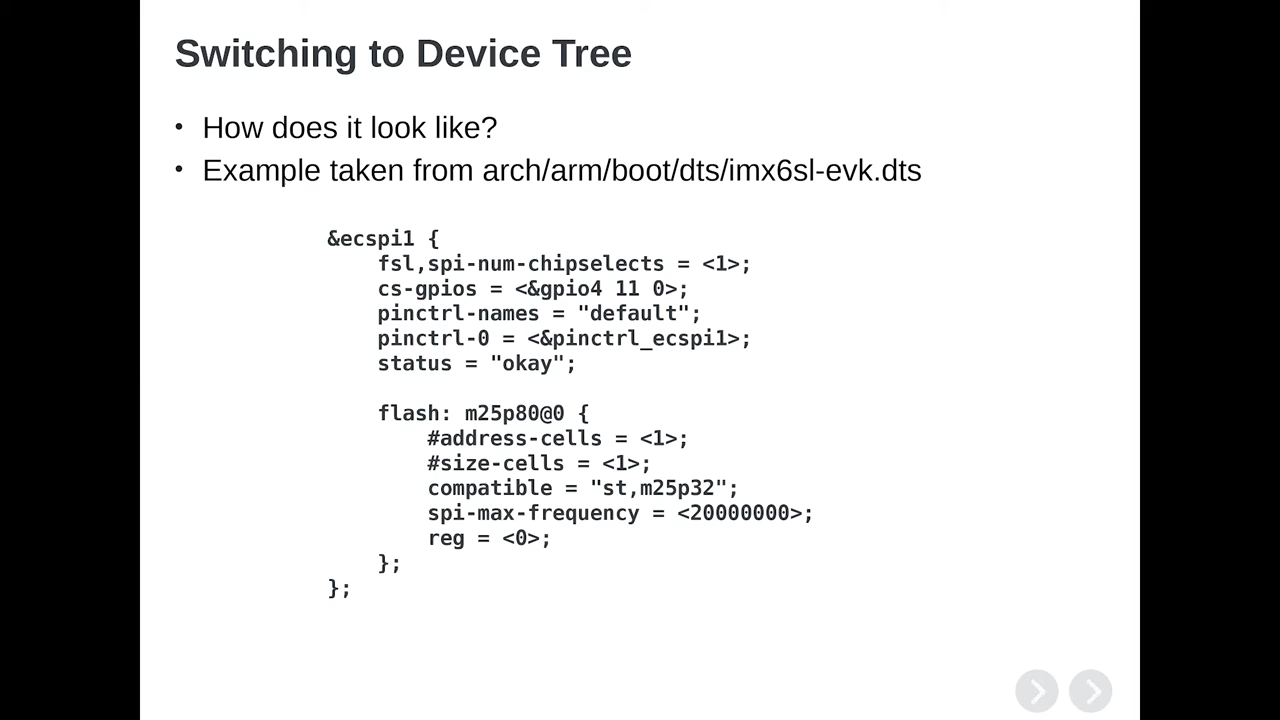 Switching to Device Tree
• How does it look like?
• Example taken from arch/arm/boot/dts/imx6sl-evk.dts
&ecspi1 {
    fsl,spi-num-chipselects = <1>;
    cs-gpios = <&gpio4 11 0>;
    pinctrl-names = "default";
    pinctrl-0 = <&pinctrl_ecspi1>;
    status = "okay";
    flash: m25p80@0 {
        #address-cells = <1>;
        #size-cells = <1>;
        compatible = "st,m25p32";
        spi-max-frequency = <20000000>;
        reg = <0>;
    };
};